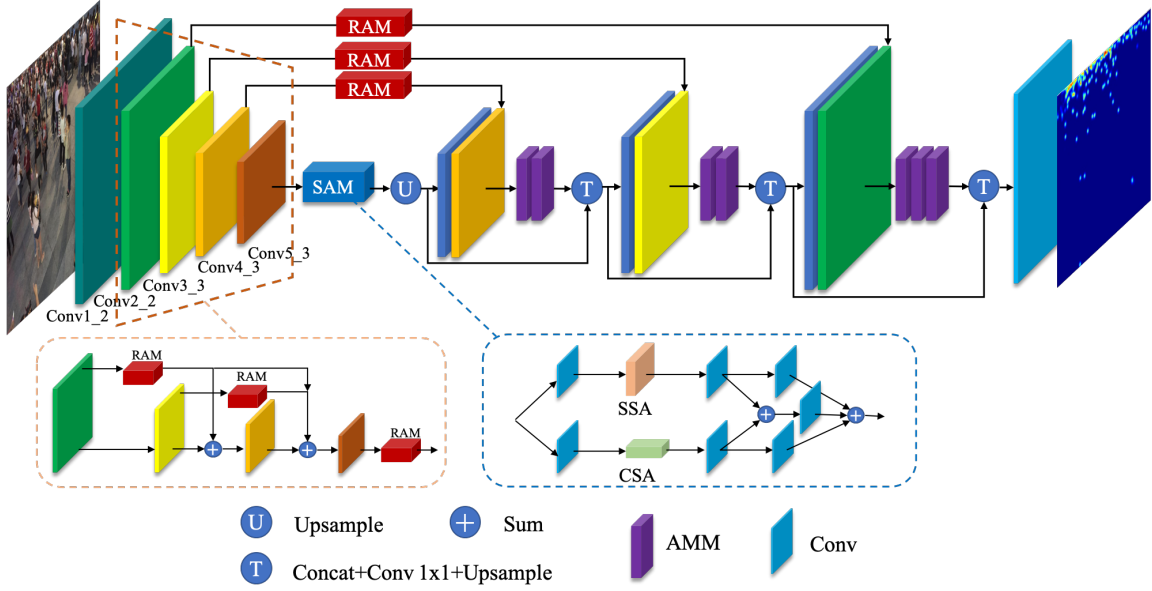 RAM
RAM
RAM
SAM
U
T
T
T
Conv5_3
Conv4_3
Conv3_3
Conv2_2
Conv1_2
RAM
RAM
RAM
SSA
CSA
U Upsample
Sum
AMM
Conv
T Concat+Conv 1x1+Upsample